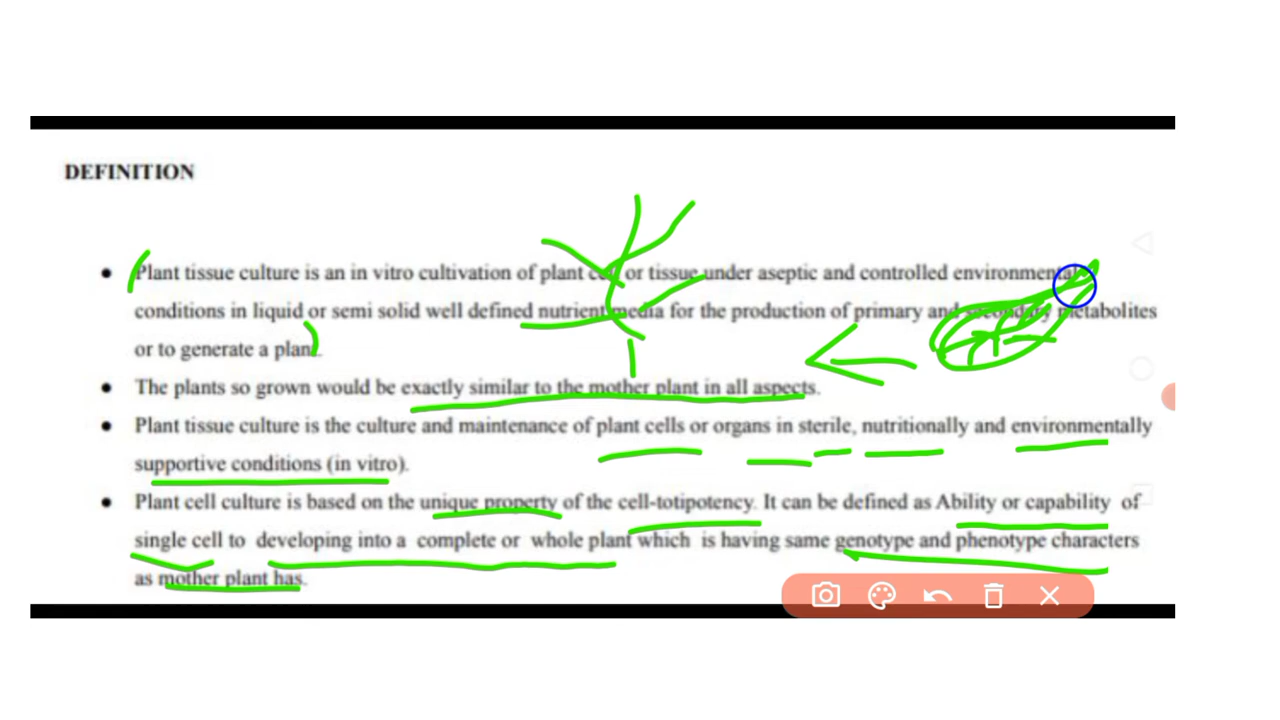 DEFINITION
● Plant tissue culture is an in vitro cultivation of plant cell or tissue under aseptic and controlled environmental
conditions in liquid or semi solid well defined nutrient media for the production of primary and secondary metabolites
or to generate a plant.
● The plants so grown would be exactly similar to the mother plant in all aspects.
● Plant tissue culture is the culture and maintenance of plant cells or organs in sterile, nutritionally and environmentally
supportive conditions (in vitro).
● Plant cell culture is based on the unique property of the cell-totipotency. It can be defined as Ability or capability of
single cell to developing into a complete or whole plant which is having same genotype and phenotype characters
as mother plant has.